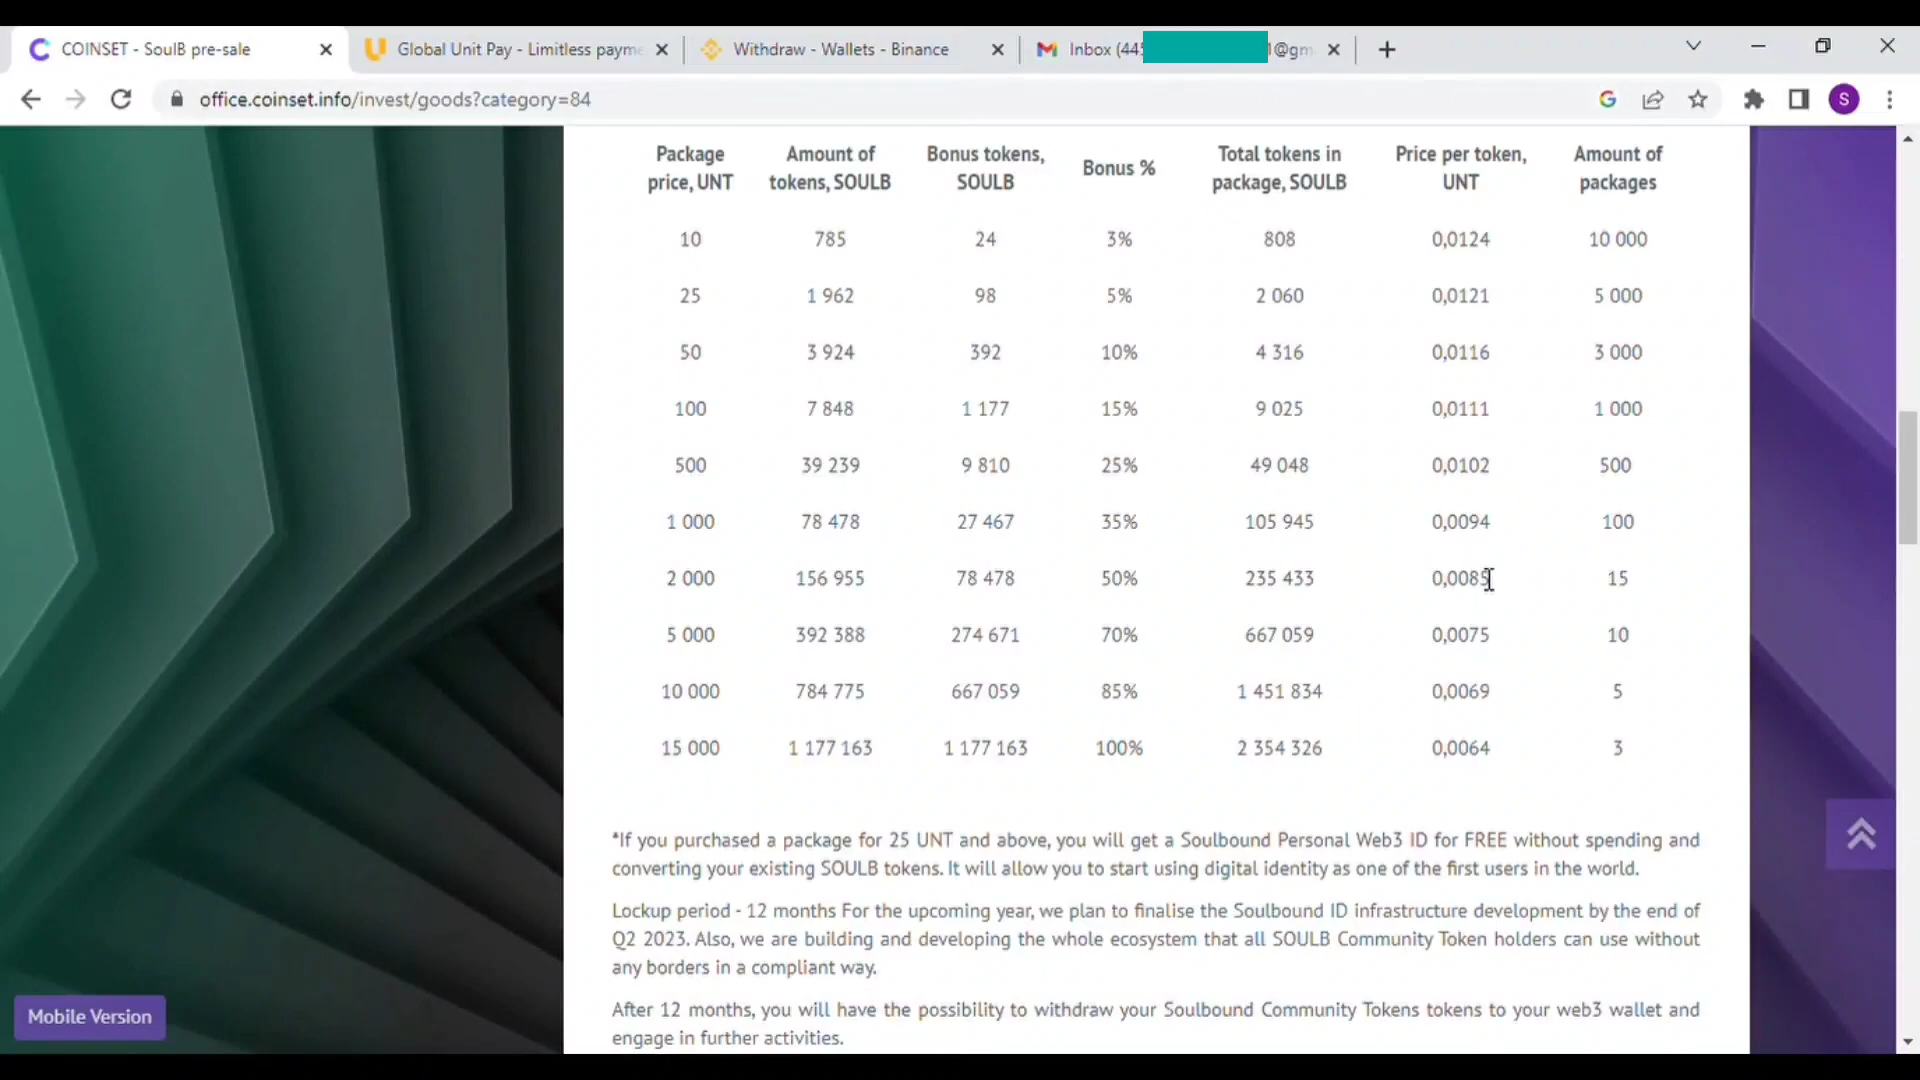 COINSET - SoulB pre-sale
Global Unit Pay - Limitless payme
Withdraw - Wallets - Binance
Inbox (445 @gm
office.coinset.info/invest/goods?category=84
S
Package price, UNT Amount of tokens, SOULB Bonus tokens, SOULB Bonus % Total tokens in package, SOULB Price per token, UNT Amount of packages
10 785 24 3% 808 0,0124 10 000
25 1 962 98 5% 2 060 0,0121 5 000
50 3 924 392 10% 4 316 0,0116 3 000
100 7 848 1 177 15% 9 025 0,0111 1 000
500 39 239 9 810 25% 49 048 0,0102 500
1 000 78 478 27 467 35% 105 945 0,0094 100
2 000 156 955 78 478 50% 235 433 0,0085 15
5 000 392 388 274 671 70% 667 059 0,0075 10
10 000 784 775 667 059 85% 1 451 834 0,0069 5
15 000 1 177 163 1 177 163 100% 2 354 326 0,0064 3
*If you purchased a package for 25 UNT and above, you will get a Soulbound Personal Web3 ID for FREE without spending and
converting your existing SOULB tokens. It will allow you to start using digital identity as one of the first users in the world.
Lockup period - 12 months For the upcoming year, we plan to finalise the Soulbound ID infrastructure development by the end of
Q2 2023. Also, we are building and developing the whole ecosystem that all SOULB Community Token holders can use without
any borders in a compliant way.
After 12 months, you will have the possibility to withdraw your Soulbound Community Tokens tokens to your web3 wallet and
engage in further activities.
Mobile Version